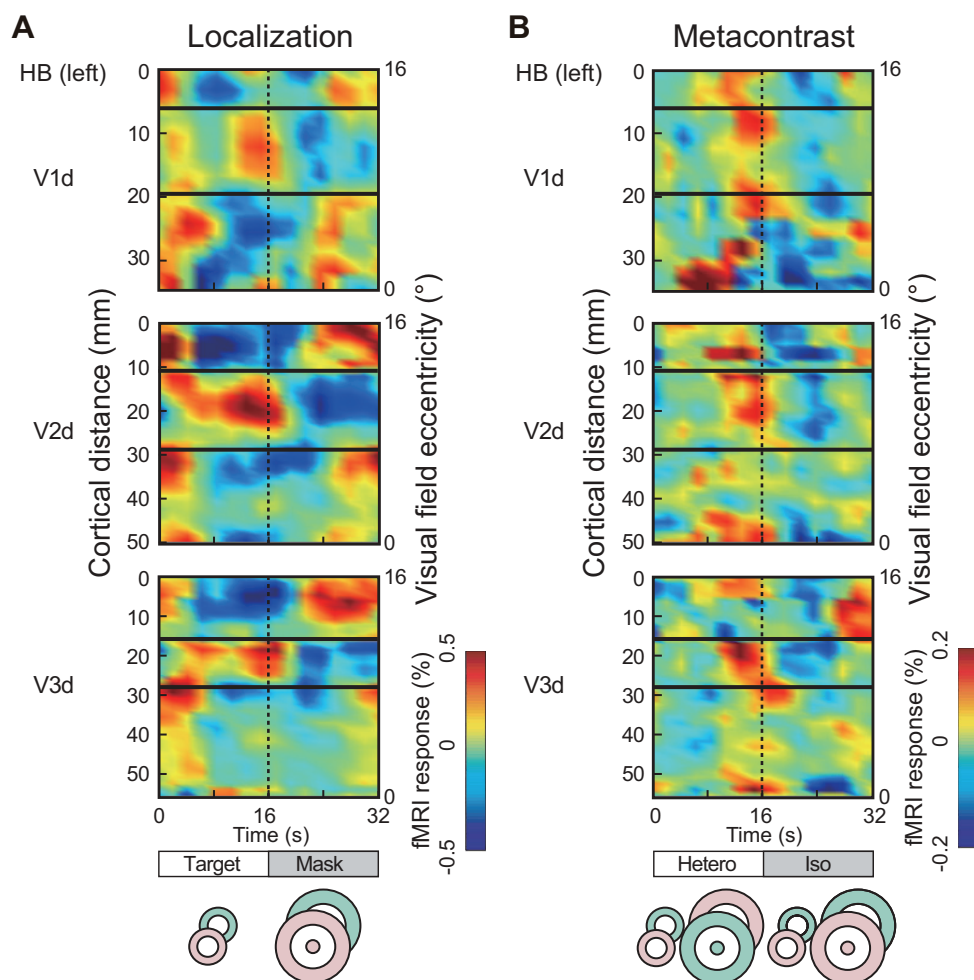 A
Localization
HB (left)
V1d
V2d
V3d
Cortical distance (mm)
0
10
20
30
0
10
20
30
40
50
0
10
20
30
40
50
16
0
16
0
16
0
Visual field eccentricity (°)
0 16 32
Time (s)
Target Mask
fMRI response (%)
0.5
0
-0.5
B
Metacontrast
HB (left)
V1d
V2d
V3d
Cortical distance (mm)
0
10
20
30
0
10
20
30
40
50
0
10
20
30
40
50
16
0
16
0
16
0
Visual field eccentricity (°)
0 16 32
Time (s)
Hetero Iso
fMRI response (%)
0.2
0
-0.2